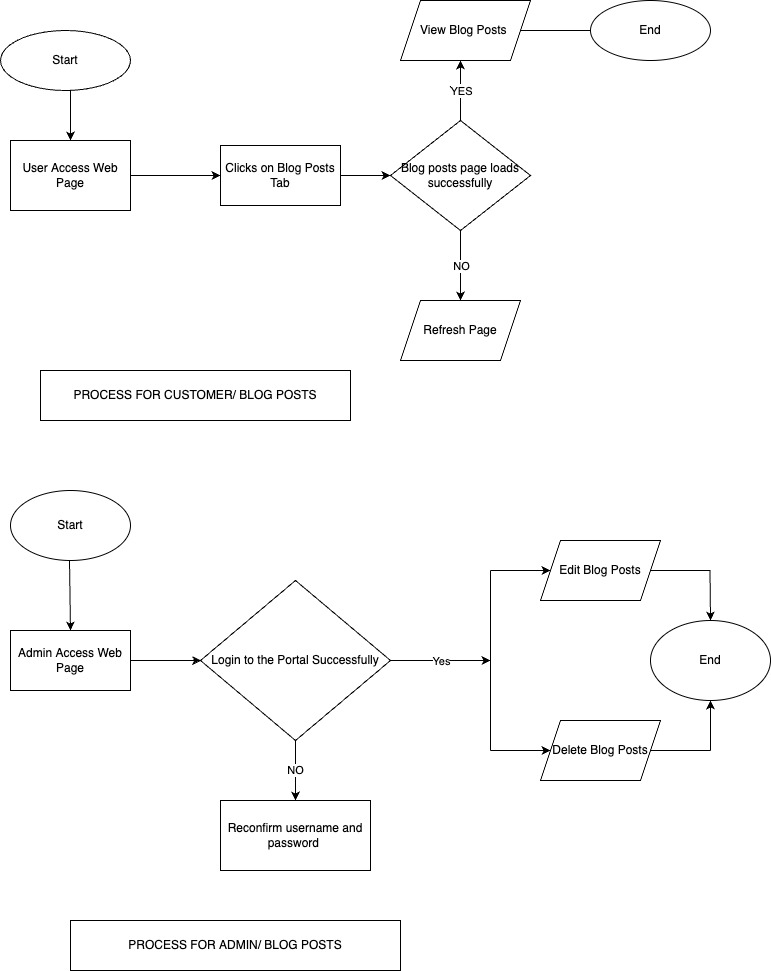 View Blog Posts
End
Start
YES
User Access Web
Page
Clicks on Blog Posts
Tab
Blog posts page loads
successfully
NO
Refresh Page
PROCESS FOR CUSTOMER/ BLOG POSTS
Start
Edit Blog Posts
Admin Access Web
Page
Login to the Portal Successfully
Yes
End
Delete Blog Posts
NO
Reconfirm username and
password
PROCESS FOR ADMIN/ BLOG POSTS